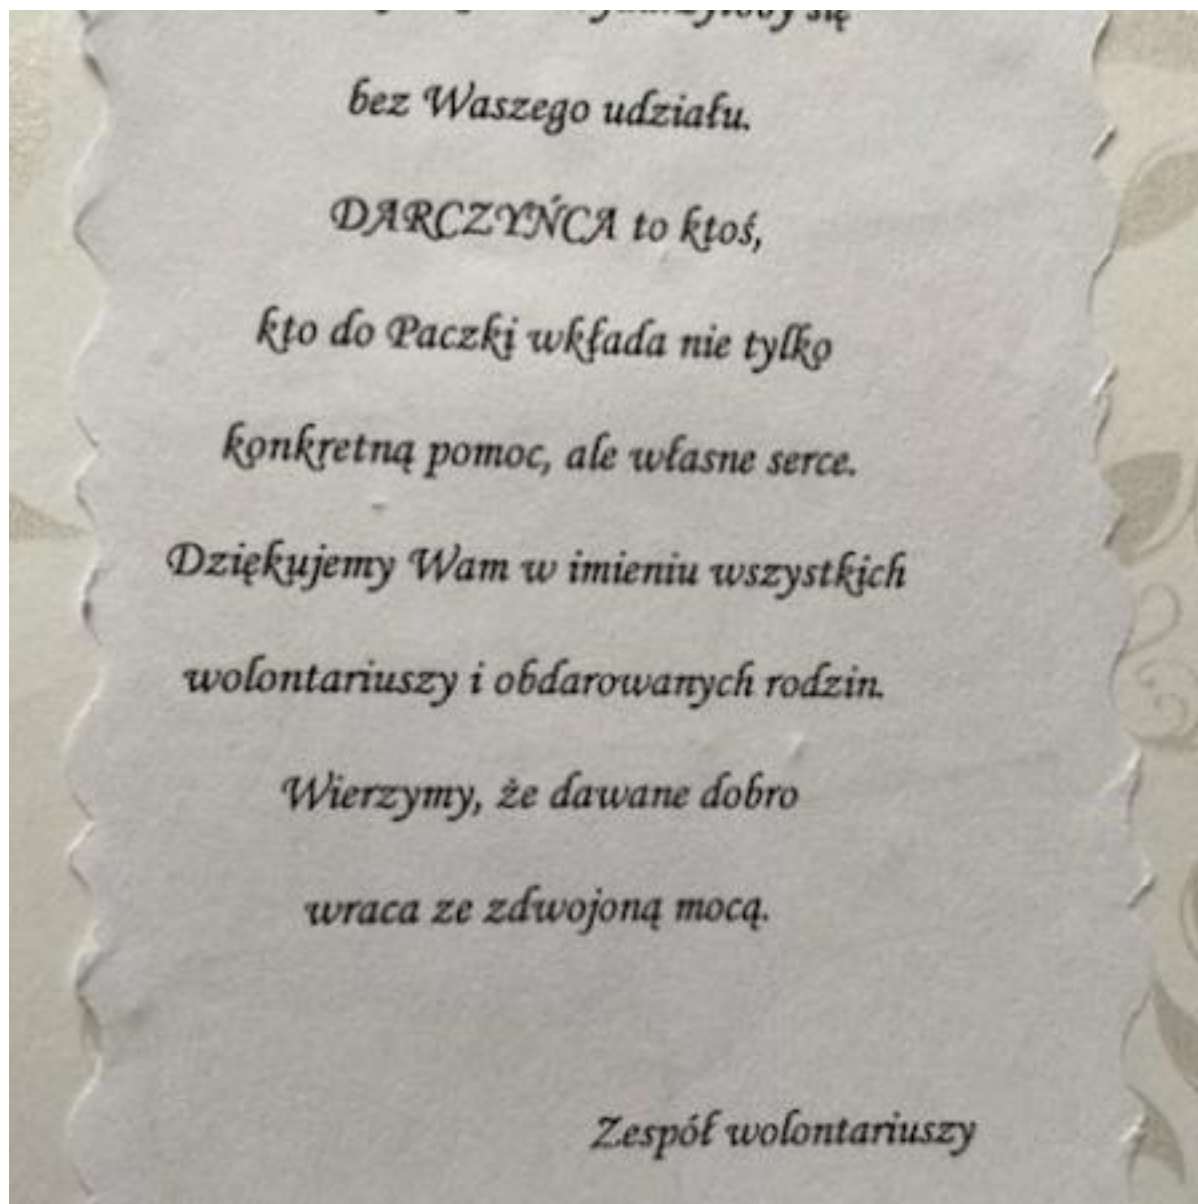 się
bez Waszego udziału.
DARCZYŃCA to ktoś,
kto do Paczki wkłada nie tylko
konkretną pomoc, ale własne serce.
Dziękujemy Wam w imieniu wszystkich
wolontariuszy i obdarowanych rodzin.
Wierzymy, że dawane dobro
wraca ze zdwojoną mocą.
Zespół wolontariuszy